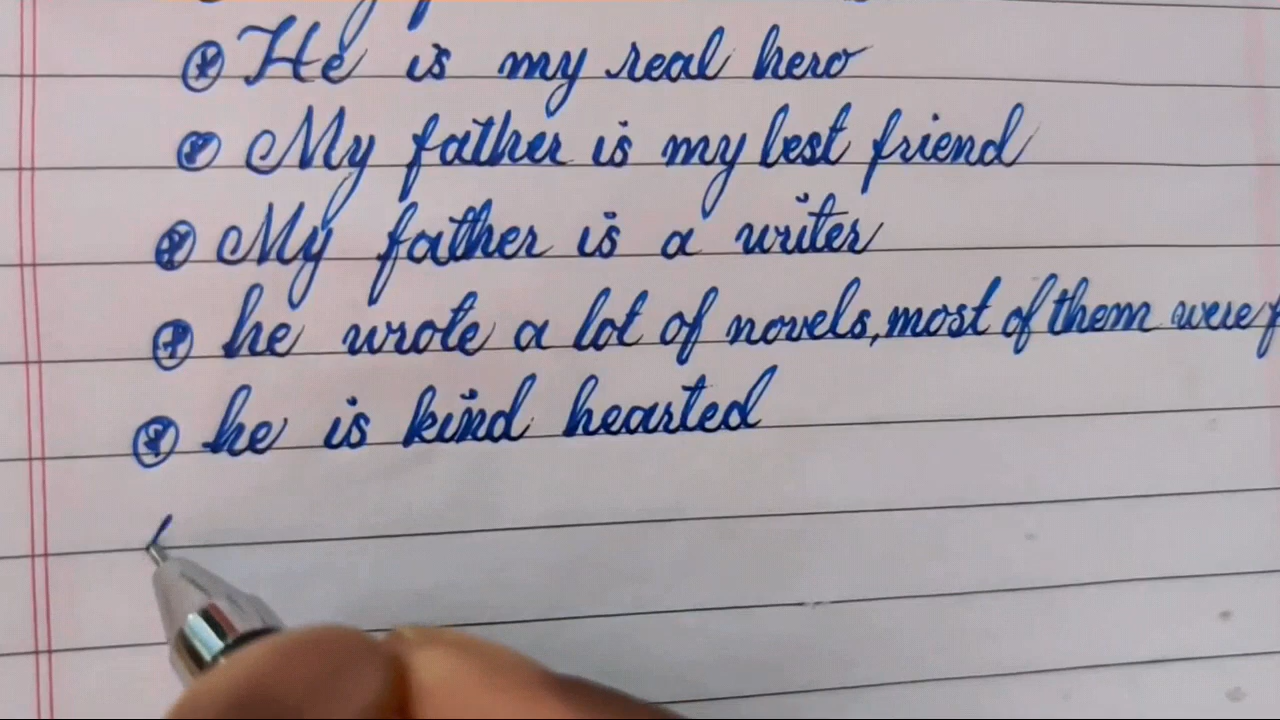 He is my real hero
My father is my best friend
My father is a writer
he wrote a lot of novels, most of them were
he is kind hearted